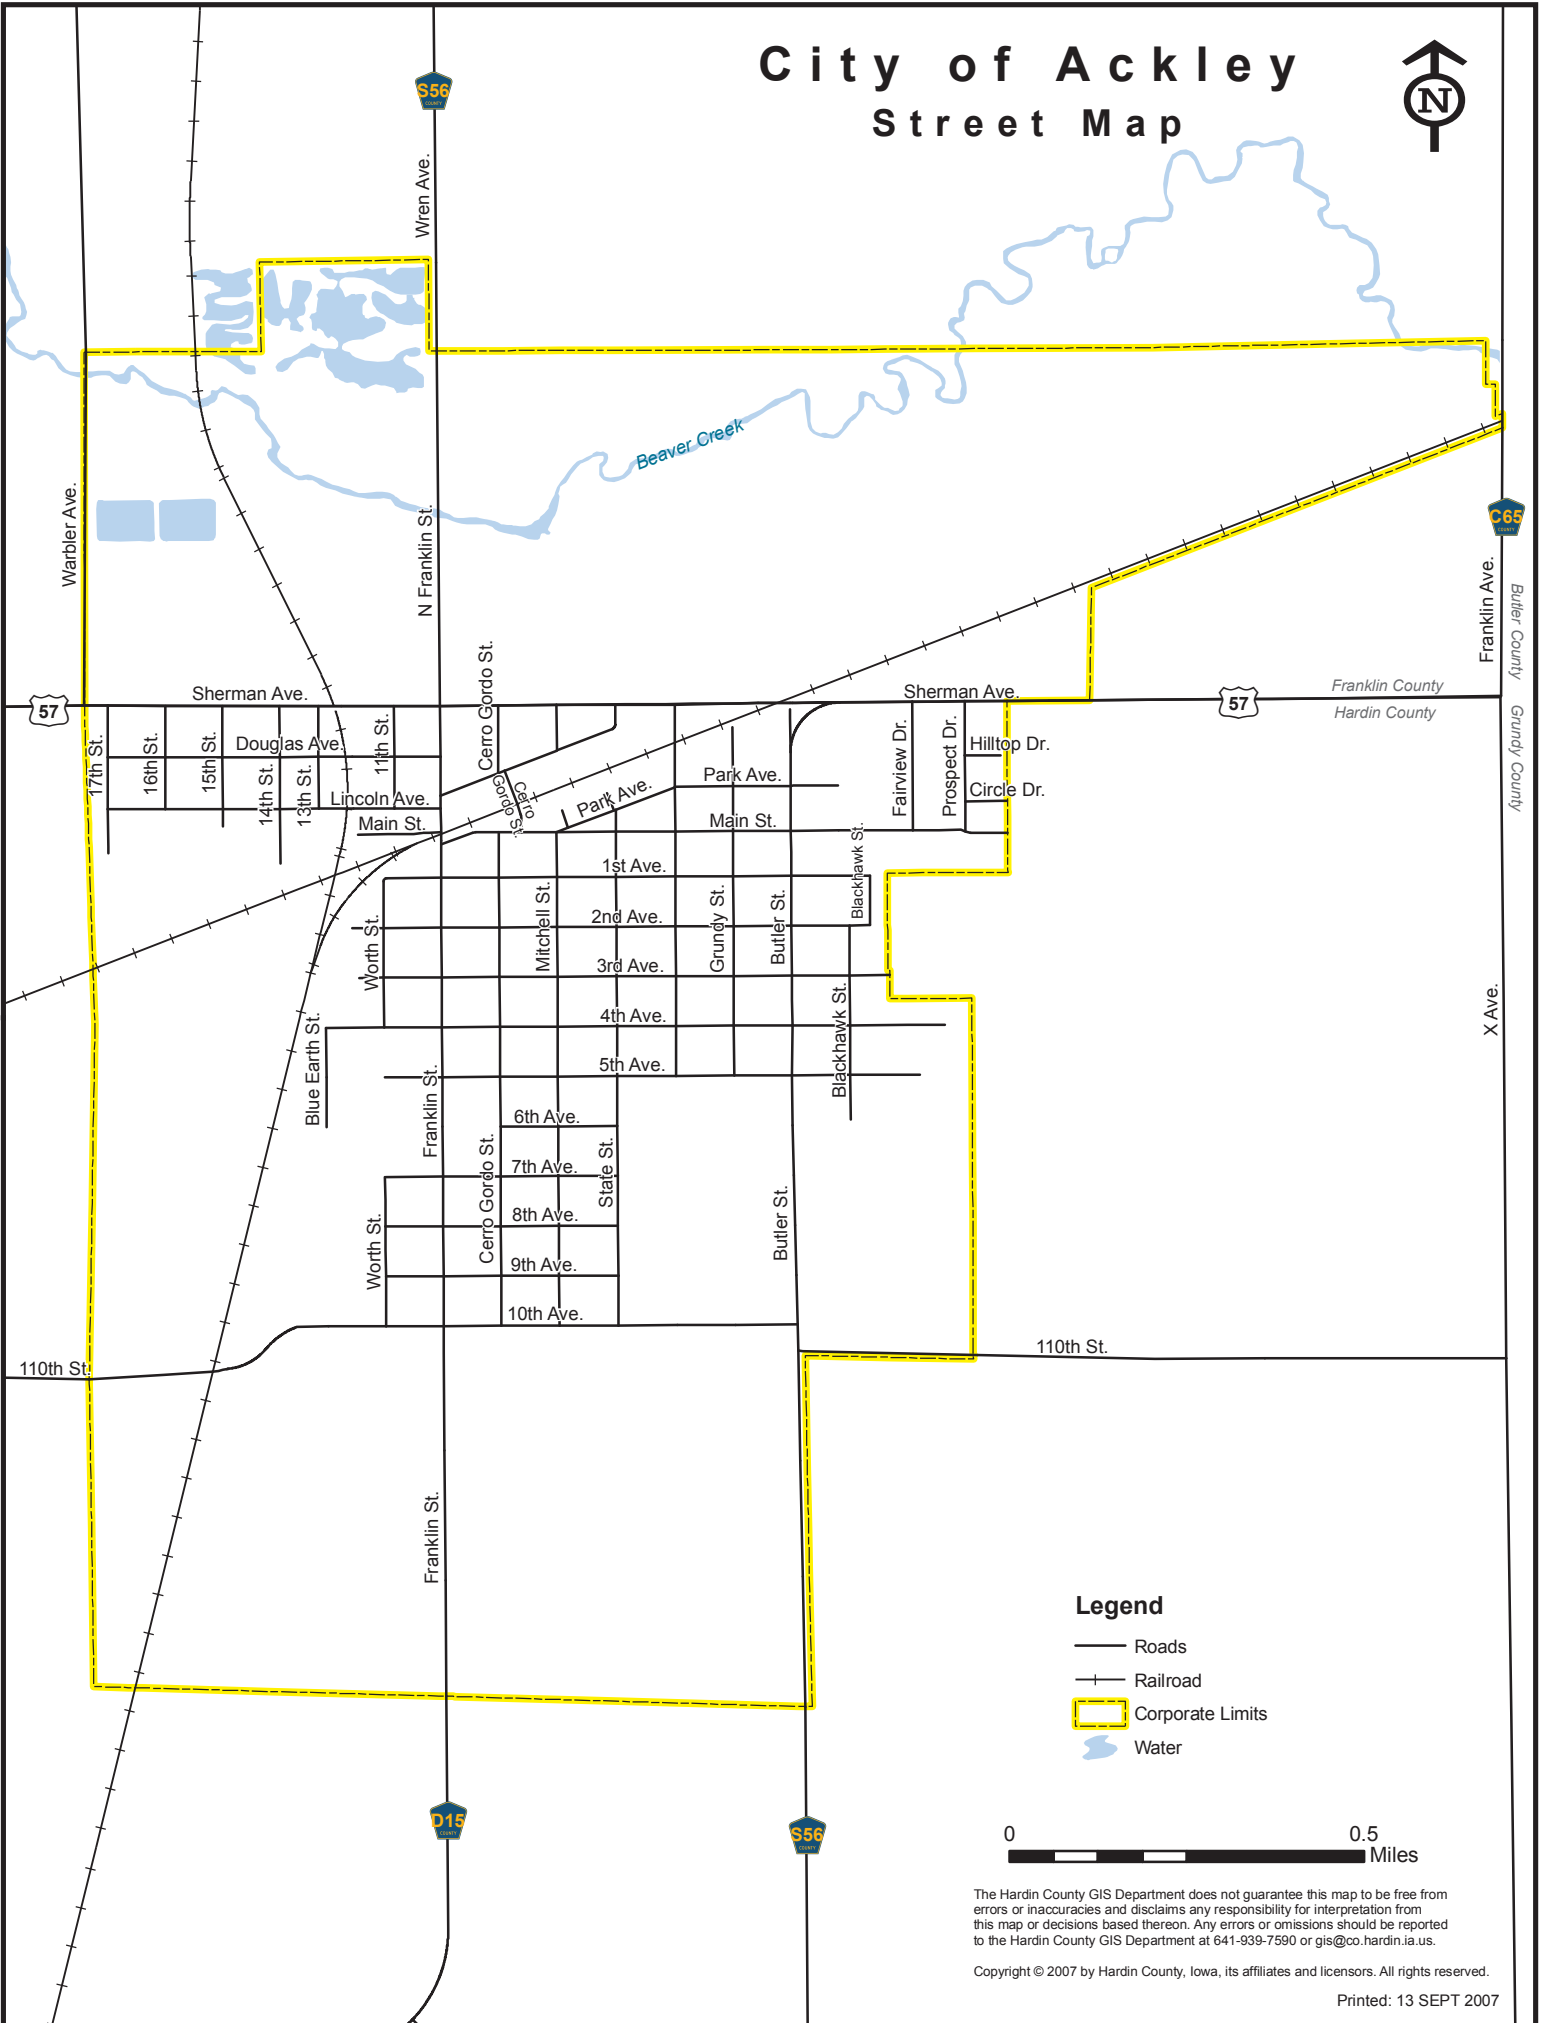 City of Ackley
Street Map
N
S56
COUNTY
Wren Ave.
Beaver Creek
Warbler Ave.
N Franklin St.
C65
COUNTY
Franklin Ave.
Butler County
Grundy County
Franklin County
Hardin County
57
Sherman Ave.
Cerro Gordo St.
Sherman Ave.
57
17th St.
16th St.
15th St.
Douglas Ave.
14th St.
13th St.
11th St.
Lincoln Ave.
Main St.
Cerro
Gordo St.
Park Ave.
Park Ave.
Main St.
Fairview Dr.
Prospect Dr.
Hilltop Dr.
Circle Dr.
Blackhawk St.
1st Ave.
2nd Ave.
3rd Ave.
4th Ave.
5th Ave.
Worth St.
Mitchell St.
Grundy St.
Butler St.
Blackhawk St.
X Ave.
Blue Earth St.
Franklin St.
6th Ave.
7th Ave.
8th Ave.
9th Ave.
10th Ave.
Cerro Gordo St.
State St.
Worth St.
Butler St.
110th St.
110th St.
Franklin St.
Legend
Roads
Railroad
Corporate Limits
Water
D15
COUNTY
S56
COUNTY
0 0.5
Miles
The Hardin County GIS Department does not guarantee this map to be free from
errors or inaccuracies and disclaims any responsibility for interpretation from
this map or decisions based thereon. Any errors or omissions should be reported
to the Hardin County GIS Department at 641-939-7590 or gis@co.hardin.ia.us.
Copyright © 2007 by Hardin County, Iowa, its affiliates and licensors. All rights reserved.
Printed: 13 SEPT 2007